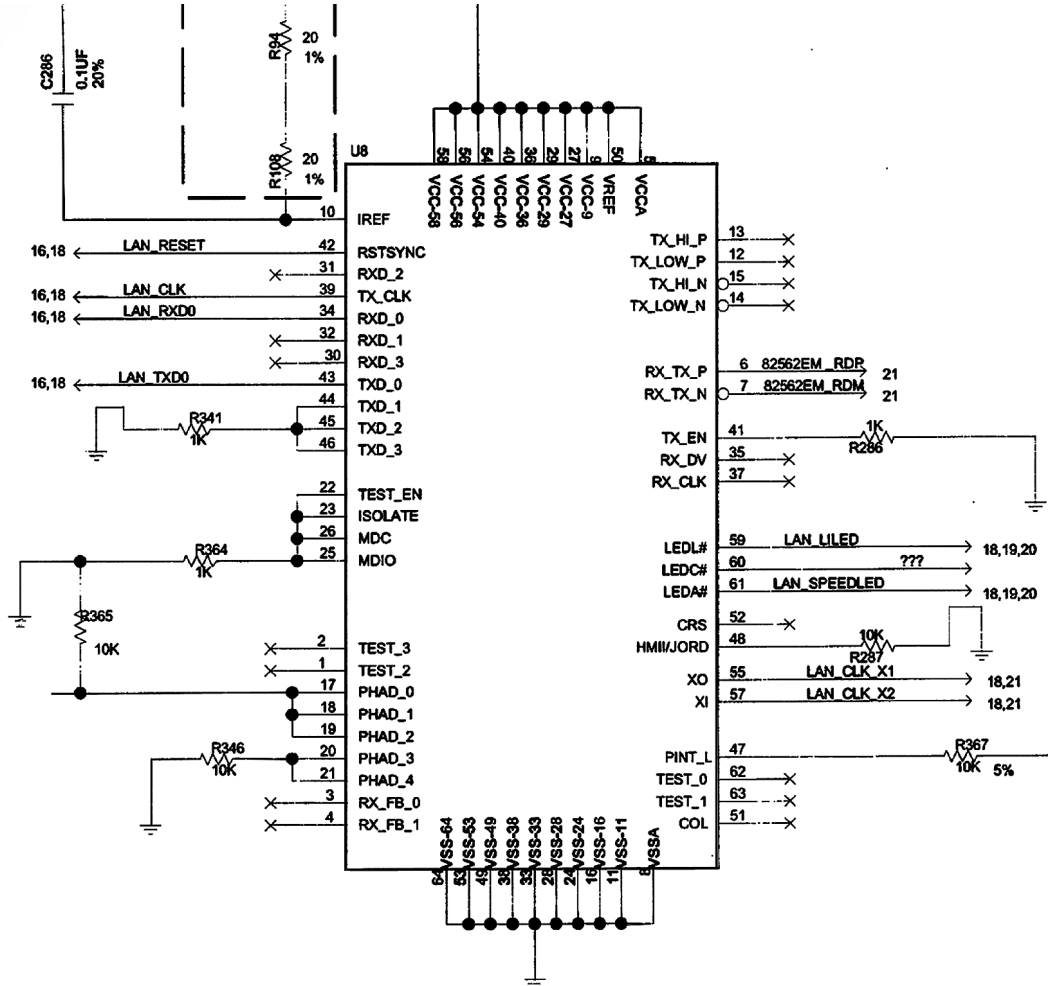 C286
0.1UF
20%
R94
20
1%
R108
20
1%
U8
58 56 54 40 36 29 27 9 50 5
VCC-58 VCC-56 VCC-54 VCC-40 VCC-36 VCC-29 VCC-27 VCC-9 VREF VCCA
10 IREF
16,18 LAN_RESET 42 RSTSYNC
31 RXD_2
16,18 LAN_CLK 39 TX_CLK
16,18 LAN_RXD0 34 RXD_0
32 RXD_1
30 RXD_3
16,18 LAN_TXD0 43 TXD_0
44 TXD_1
R341 1K 45 TXD_2
46 TXD_3
22 TEST_EN
23 ISOLATE
26 MDC
R364 1K 25 MDIO
R365
10K
2 TEST_3
1 TEST_2
17 PHAD_0
18 PHAD_1
19 PHAD_2
R346 10K 20 PHAD_3
21 PHAD_4
3 RX_FB_0
4 RX_FB_1
TX_HI_P 13
TX_LOW_P 12
TX_HI_N 15
TX_LOW_N 14
RX_TX_P 6 82562EM_RDP 21
RX_TX_N 7 82562EM_RDM 21
TX_EN 41 1K R286
RX_DV 35
RX_CLK 37
LEDL# 59 LAN_LILED 18,19,20
LEDC# 60 ???
LEDA# 61 LAN_SPEEDLED 18,19,20
CRS 52
HMII/JORD 48 10K R287
XO 55 LAN_CLK_X1 18,21
XI 57 LAN_CLK_X2 18,21
PINT_L 47 R367 10K 5%
TEST_0 62
TEST_1 63
COL 51
VSS-64 VSS-53 VSS-49 VSS-38 VSS-33 VSS-28 VSS-24 VSS-16 VSS-11 VSSA
64 53 49 38 33 28 24 16 11 8